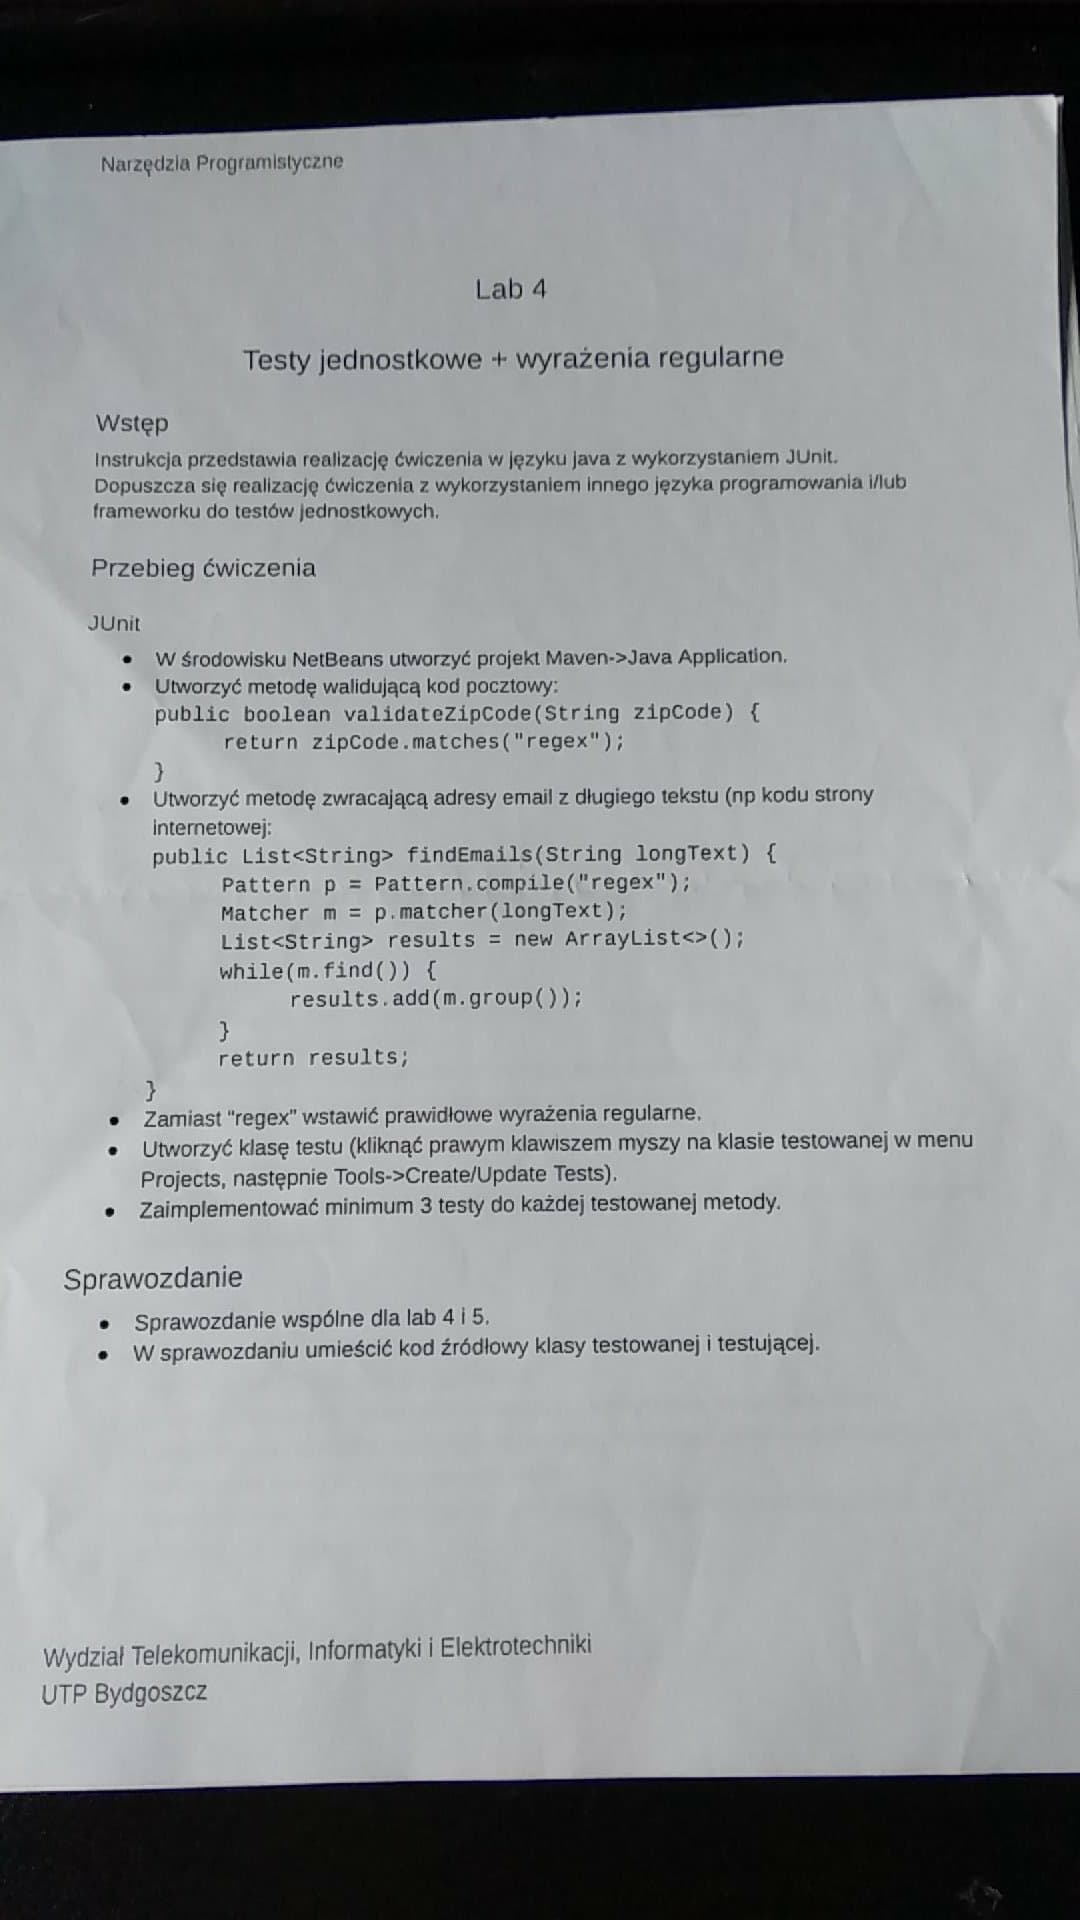 Narzędzia Programistyczne
Lab 4
Testy jednostkowe + wyrażenia regularne
Wstęp
Instrukcja przedstawia realizację ćwiczenia w języku java z wykorzystaniem JUnit.
Dopuszcza się realizację ćwiczenia z wykorzystaniem innego języka programowania i/lub
frameworku do testów jednostkowych.
Przebieg ćwiczenia
JUnit
● W środowisku NetBeans utworzyć projekt Maven->Java Application.
● Utworzyć metodę walidującą kod pocztowy:
public boolean validateZipCode(String zipCode) {
return zipCode.matches("regex");
}
● Utworzyć metodę zwracającą adresy email z długiego tekstu (np kodu strony
internetowej:
public List<String> findEmails(String longText) {
Pattern p = Pattern.compile("regex");
Matcher m = p.matcher(longText);
List<String> results = new ArrayList<>();
while(m.find()) {
results.add(m.group());
}
return results;
}
● Zamiast “regex” wstawić prawidłowe wyrażenia regularne.
● Utworzyć klasę testu (kliknąć prawym klawiszem myszy na klasie testowanej w menu
Projects, następnie Tools->Create/Update Tests).
● Zaimplementować minimum 3 testy do każdej testowanej metody.
Sprawozdanie
● Sprawozdanie wspólne dla lab 4 i 5.
● W sprawozdaniu umieścić kod źródłowy klasy testowanej i testującej.
Wydział Telekomunikacji, Informatyki i Elektrotechniki
UTP Bydgoszcz